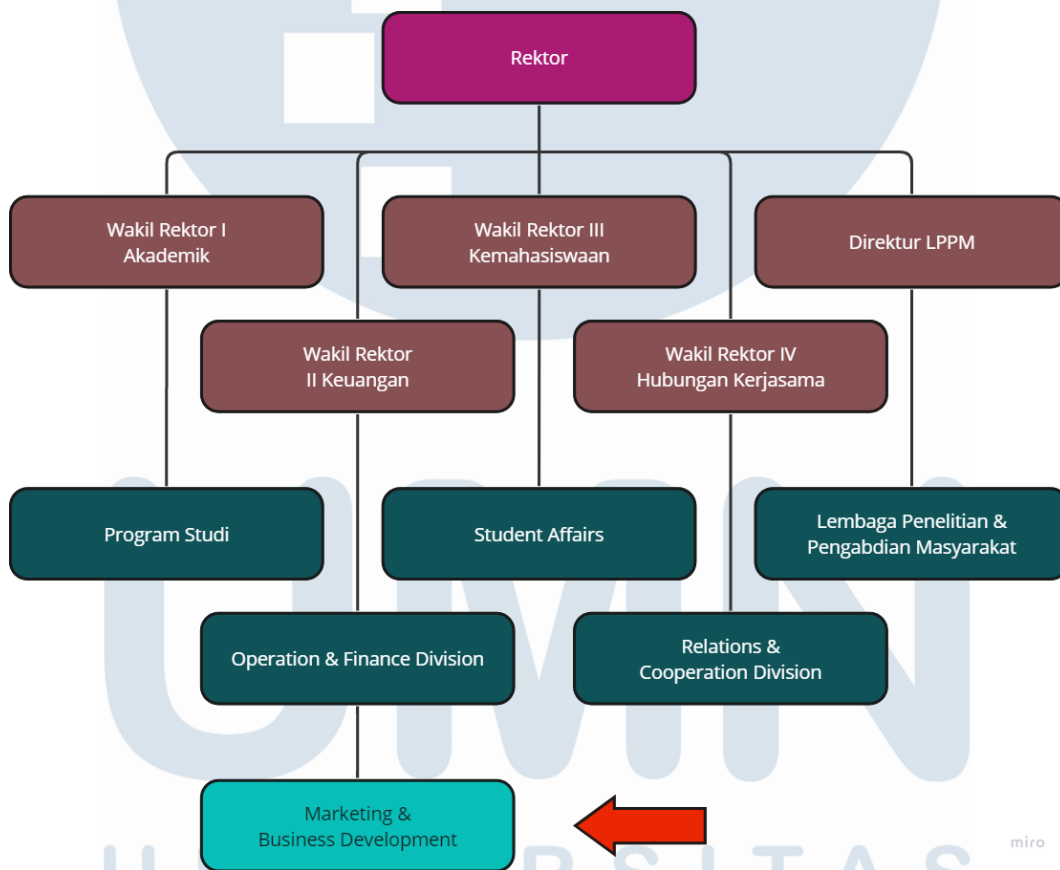 Rektor
Wakil Rektor I
Akademik
Wakil Rektor III
Kemahasiswaan
Direktur LPPM
Wakil Rektor
II Keuangan
Wakil Rektor IV
Hubungan Kerjasama
Program Studi
Student Affairs
Lembaga Penelitian &
Pengabdian Masyarakat
Operation & Finance Division
Relations &
Cooperation Division
UMN
Marketing &
Business Development
miro